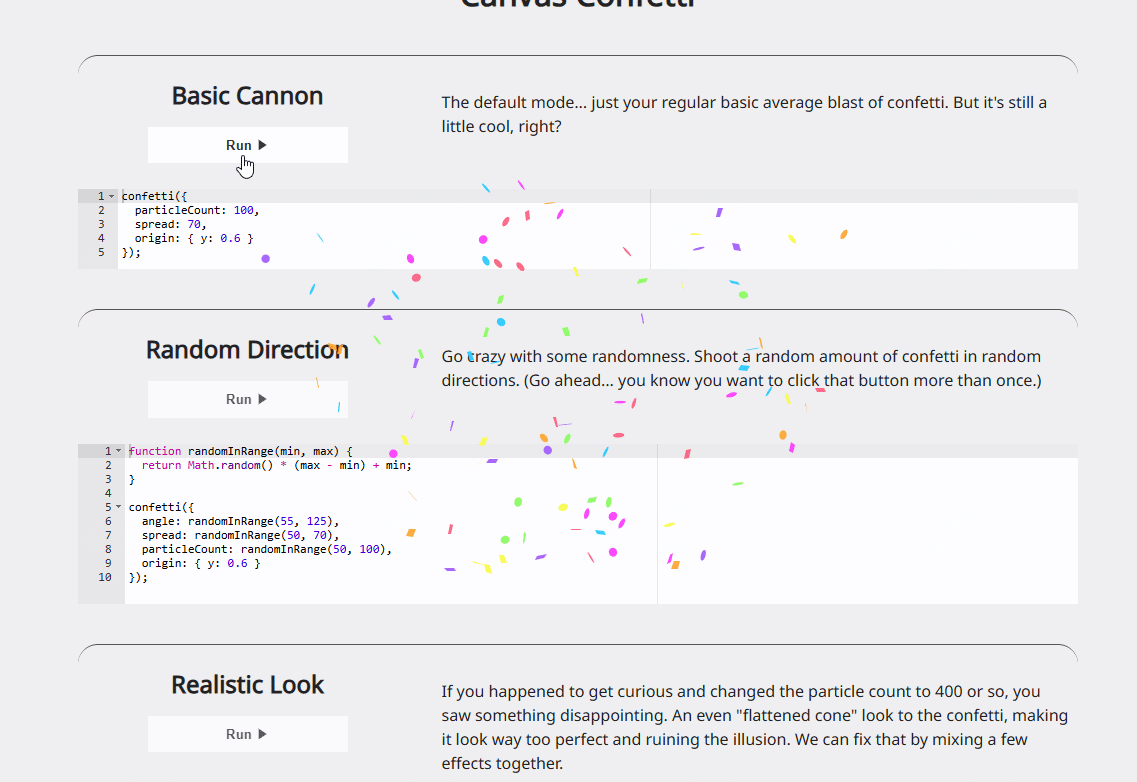 Canvas Confetti
Basic Cannon
Run
The default mode... just your regular basic average blast of confetti. But it's still a
little cool, right?
1 confetti({
2 particleCount: 100,
3 spread: 70,
4 origin: { y: 0.6 }
5 });
Random Direction
Run
Go crazy with some randomness. Shoot a random amount of confetti in random
directions. (Go ahead... you know you want to click that button more than once.)
1 function randomInRange(min, max) {
2 return Math.random() * (max - min) + min;
3 }
4
5 confetti({
6 angle: randomInRange(55, 125),
7 spread: randomInRange(50, 70),
8 particleCount: randomInRange(50, 100),
9 origin: { y: 0.6 }
10 });
Realistic Look
Run
If you happened to get curious and changed the particle count to 400 or so, you
saw something disappointing. An even "flattened cone" look to the confetti, making
it look way too perfect and ruining the illusion. We can fix that by mixing a few
effects together.